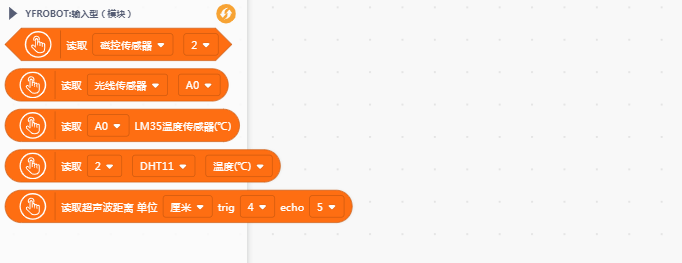 YFROBOT:输入型（模块）
读取 磁控传感器 2
读取 光线传感器 A0
读取 A0 LM35温度传感器(℃)
读取 2 DHT11 温度(℃)
读取超声波距离 单位 厘米 trig 4 echo 5